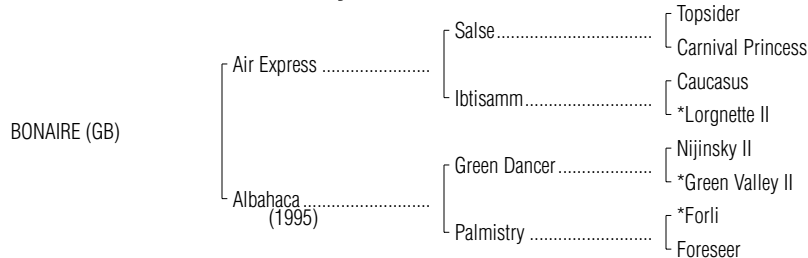 Topsider
Salse
Carnival Princess
Air Express
Caucasus
Ibtisamm
*Lorgnette II
BONAIRE (GB)
Nijinsky II
Green Dancer
*Green Valley II
Albahaca
(1995)
*Forli
Palmistry
Foreseer